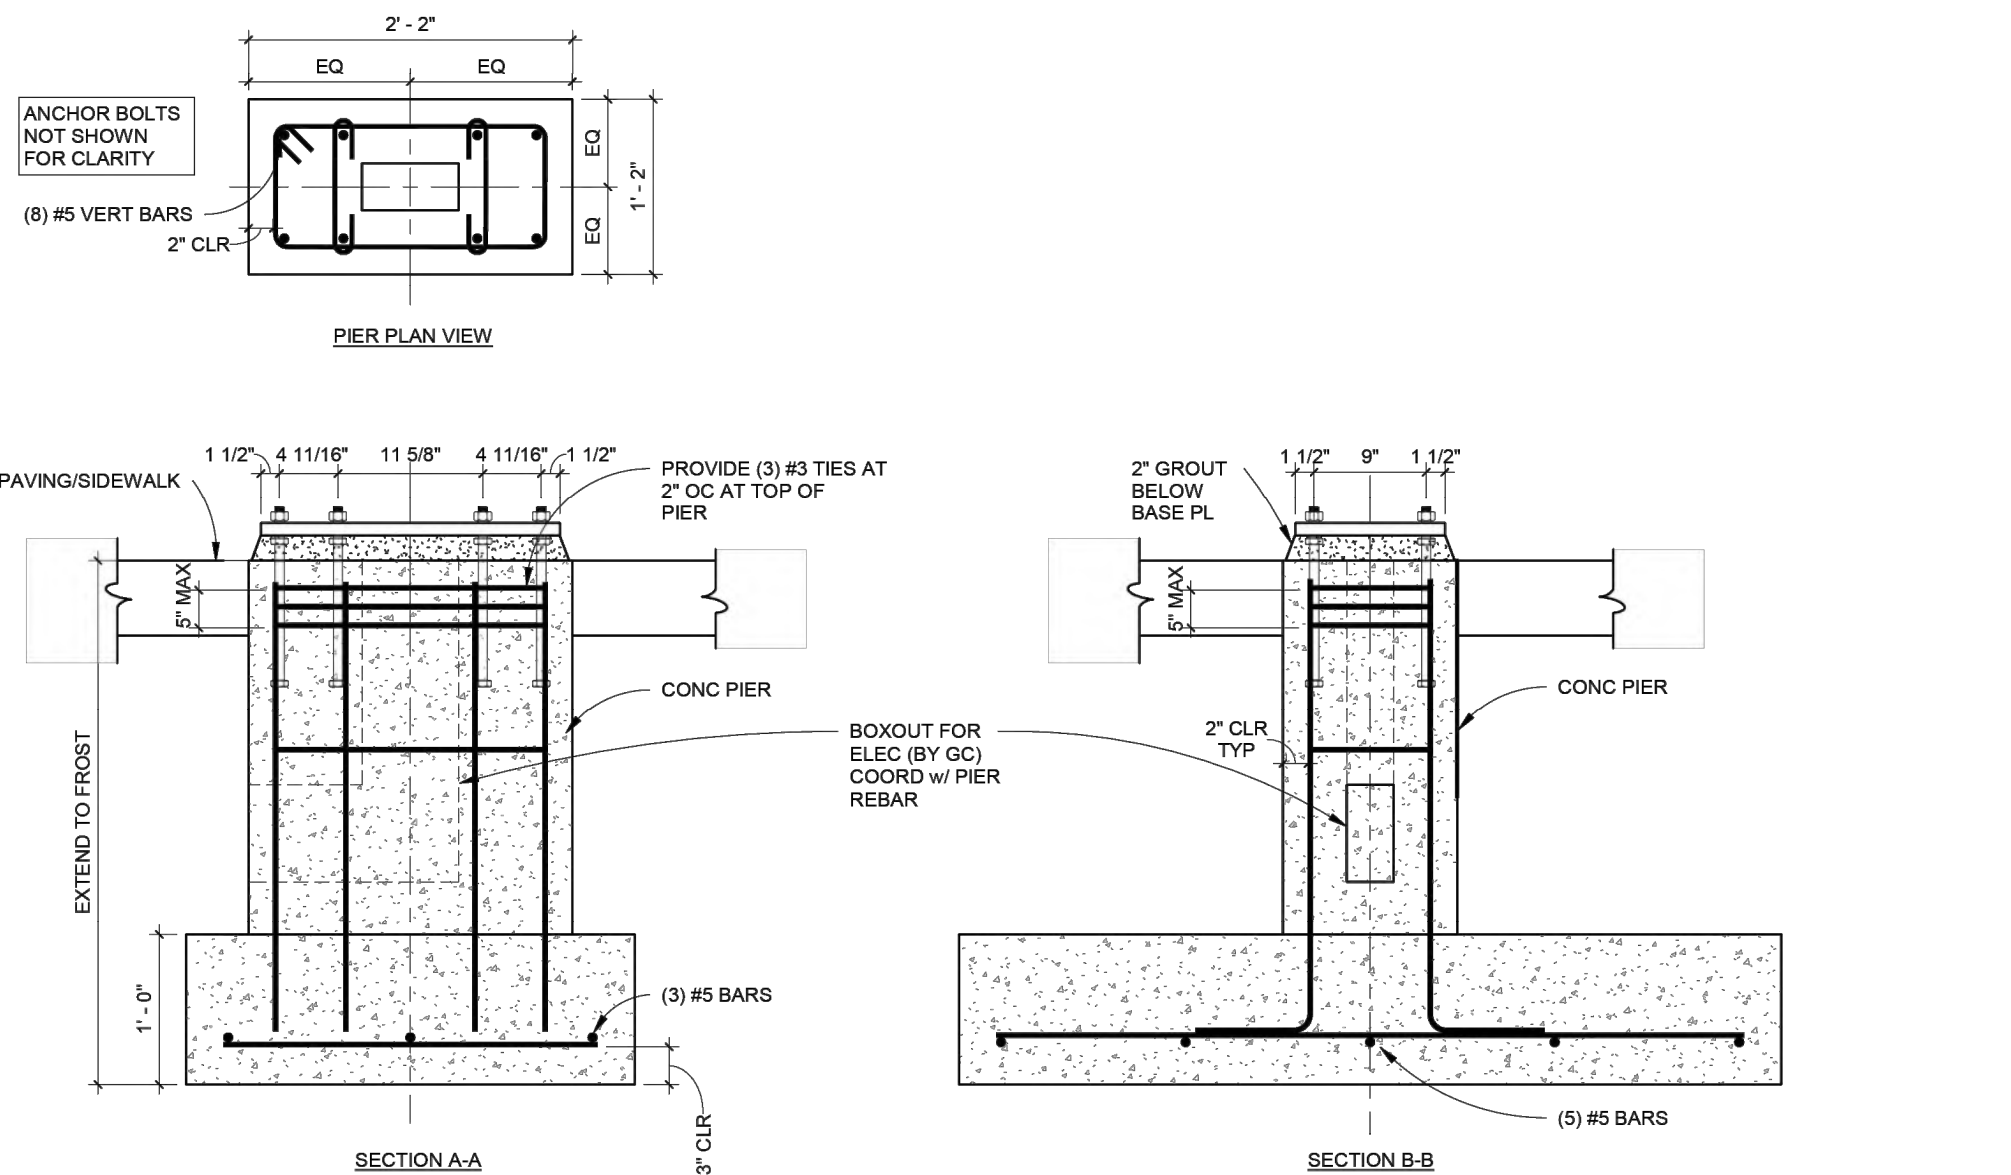 2' - 2"
EQ
EQ
ANCHOR BOLTS
NOT SHOWN
FOR CLARITY
EQ
EQ
1' - 2"
(8) #5 VERT BARS
2" CLR
PIER PLAN VIEW
1 1/2"
4 11/16"
11 5/8"
4 11/16"
1 1/2"
PAVING/SIDEWALK
PROVIDE (3) #3 TIES AT
2" OC AT TOP OF
PIER
5" MAX
CONC PIER
EXTEND TO FROST
BOXOUT FOR
ELEC (BY GC)
COORD w/ PIER
REBAR
1' - 0"
(3) #5 BARS
3" CLR
SECTION A-A
1 1/2"
9"
1 1/2"
2" GROUT
BELOW
BASE PL
5" MAX
CONC PIER
2" CLR
TYP
(5) #5 BARS
SECTION B-B